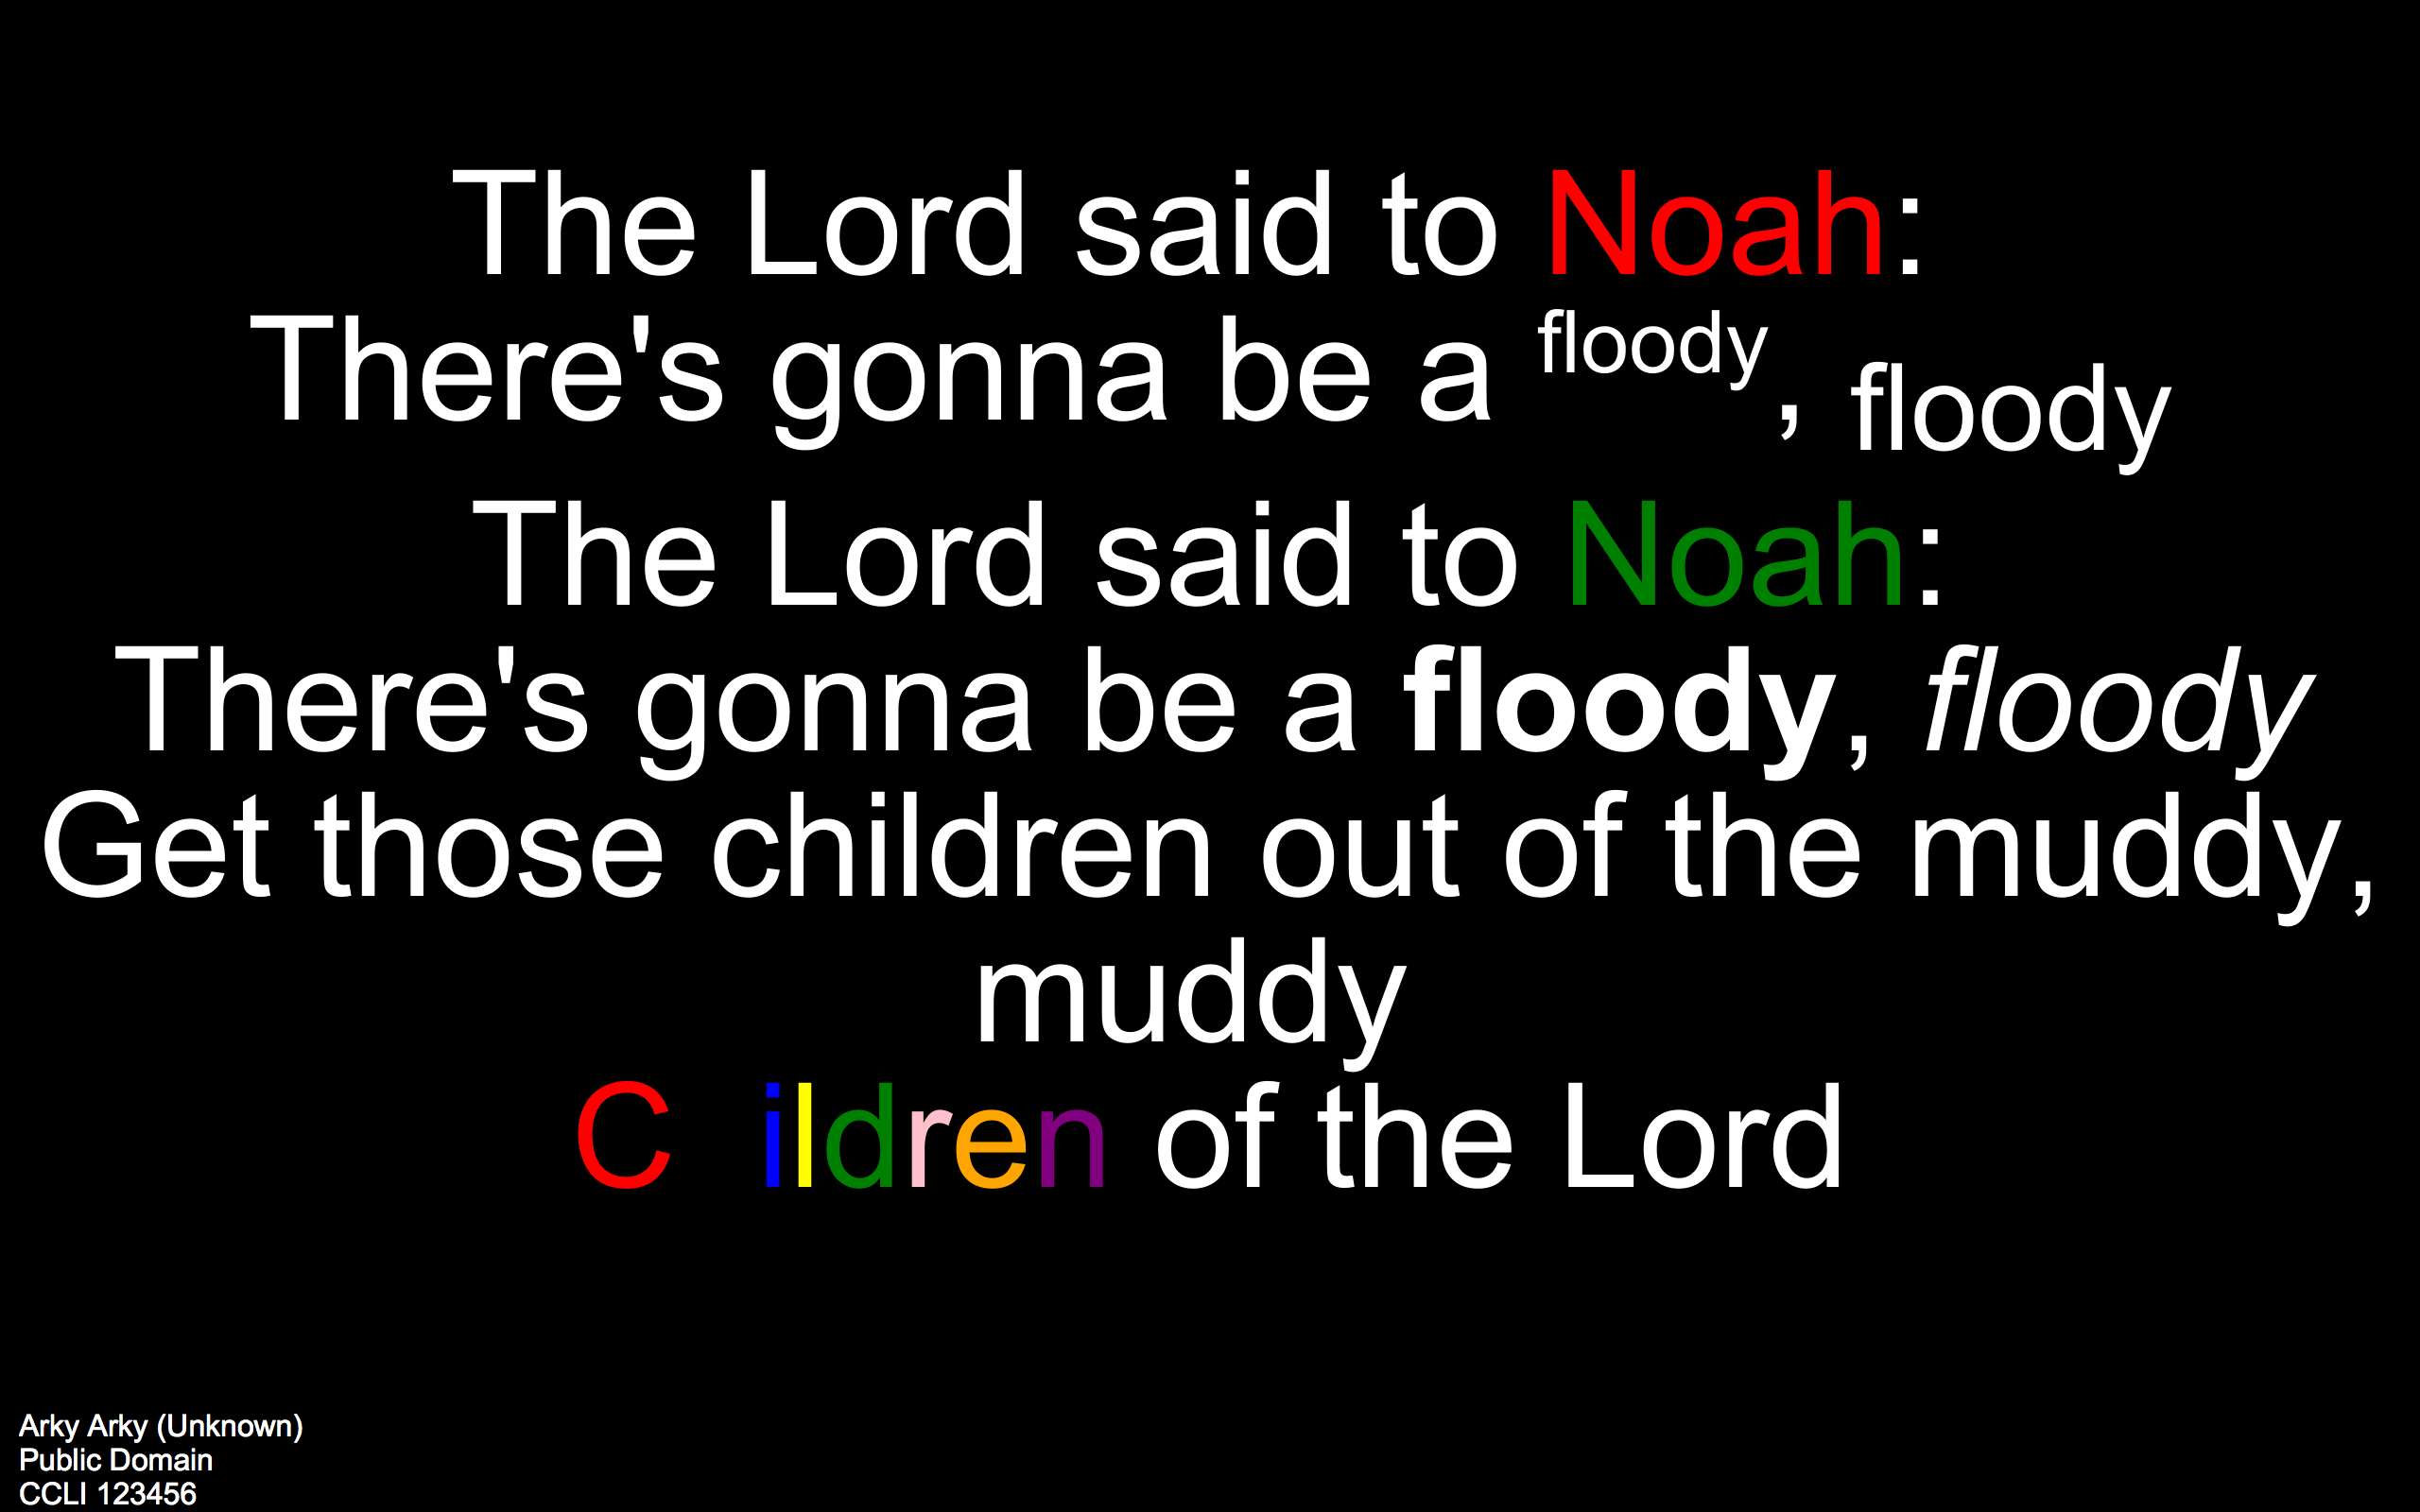 The Lord said to Noah:
There's gonna be a floody, floody
The Lord said to Noah:
There's gonna be a floody, floody
Get those children out of the muddy,
muddy
C ildren of the Lord
Arky Arky (Unknown)
Public Domain
CCLI 123456